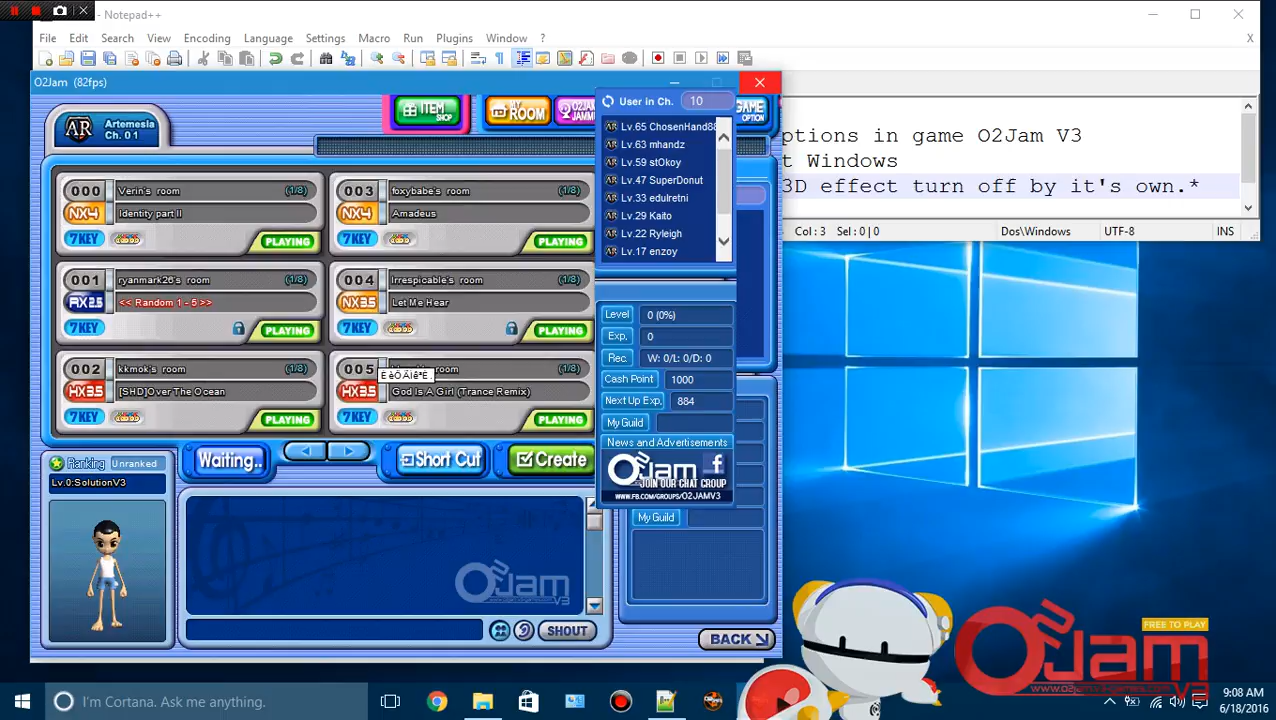 - Notepad++
File Edit Search View Encoding Language Settings Macro Run Plugins Window ?
X
ptions in game O2Jam V3
t Windows
3D effect turn off by it's own.*
Col : 3 Sel : 0 | 0
Dos\Windows
UTF-8
INS
O2Jam (82fps)
AR
Artemesia
Ch. 0 1
ITEM
SHOP
MY
ROOM
GAME
OPTION
User in Ch. 10
Lv.65 ChosenHand88
Lv.63 mhandz
Lv.59 stOkoy
Lv.47 SuperDonut
Lv.33 edulretni
Lv.29 Kaito
Lv.22 Ryleigh
Lv.17 enzoy
000 Verin's room (1/8)
NX4 Identity part II
7KEY PLAYING
003 foxybabe's room (1/8)
NX4 Amadeus
7KEY PLAYING
001 ryanmark26's room (1/8)
<< Random 1 - 5 >>
7KEY PLAYING
004 Irrespicable's room (1/8)
NX3.5 Let Me Hear
7KEY PLAYING
002 kkmok's room (1/8)
HX3.5 [SHD]Over The Ocean
7KEY PLAYING
005 room (1/8)
HX3.5 God Is A Girl (Trance Remix)
7KEY PLAYING
Level 0 (0%)
Exp. 0
Rec. W: 0/L: 0/D: 0
Cash Point 1000
Next Up Exp. 884
My Guild
News and Advertisements
O2Jam f
JOIN OUR CHAT GROUP
WWW.FB.COM/GROUPS/O2JAMV3
My Guild
Waiting..
Short Cut
Create
Ranking Unranked
Lv.0:SolutionV3
O2Jam V3
SHOUT
BACK
FREE TO PLAY
O2Jam V3
I'm Cortana. Ask me anything.
9:08 AM
6/18/2016